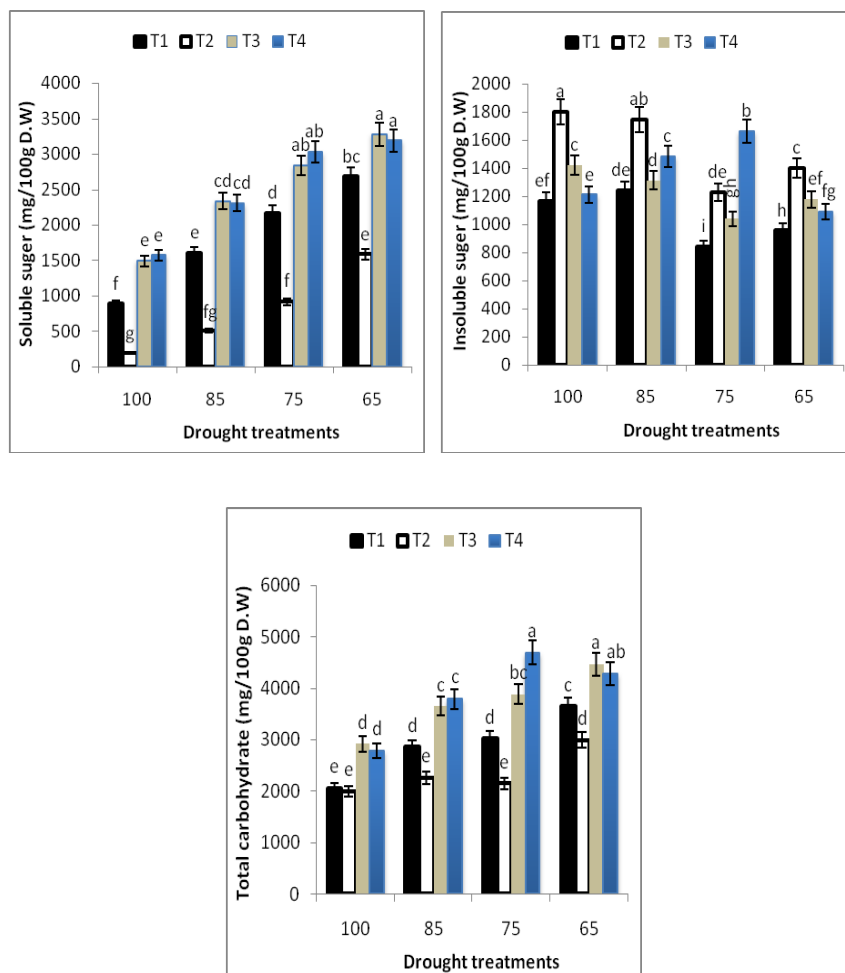 T1 T2 T3 T4
Soluble suger (mg/100g D.W)
4000
3500
3000
2500
2000
1500
1000
500
0
f g e e
e fg cd cd
d f ab ab
bc e a a
100 85 75 65
Drought treatments
T1 T2 T3 T4
Insoluble suger (mg/100g D.W)
2000
1800
1600
1400
1200
1000
800
600
400
200
0
ef a c e
de ab d c
i de gh b
h c ef fg
100 85 75 65
Drought treatments
T1 T2 T3 T4
Total carbohydrate (mg/100g D.W)
6000
5000
4000
3000
2000
1000
0
e e d d
d e c c
d e bc a
c d a ab
100 85 75 65
Drought treatments